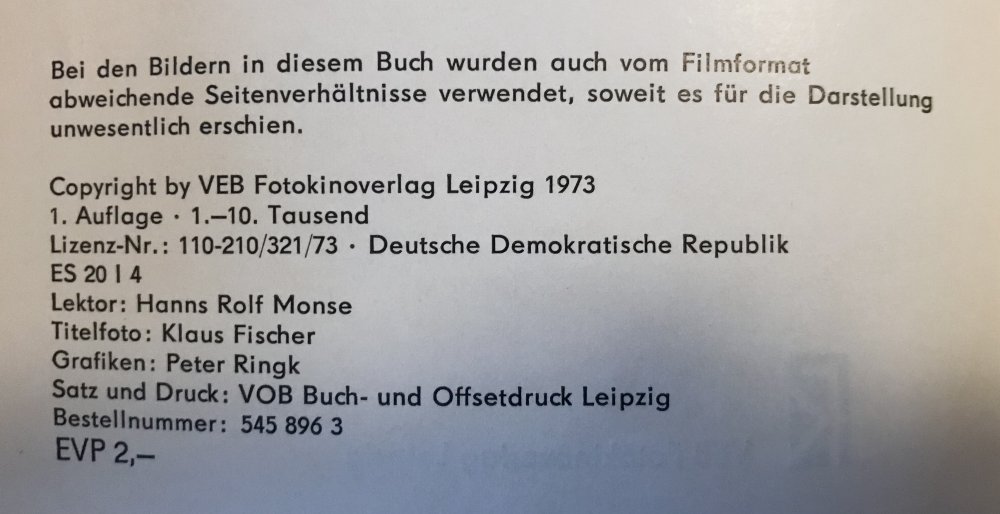 Bei den Bildern in diesem Buch wurden auch vom Filmformat
abweichende Seitenverhältnisse verwendet, soweit es für die Darstellung
unwesentlich erschien.
Copyright by VEB Fotokinoverlag Leipzig 1973
1. Auflage · 1.—10. Tausend
Lizenz-Nr.: 110-210/321/73 · Deutsche Demokratische Republik
ES 20 I 4
Lektor: Hanns Rolf Monse
Titelfoto: Klaus Fischer
Grafiken: Peter Ringk
Satz und Druck: VOB Buch- und Offsetdruck Leipzig
Bestellnummer: 545 896 3
EVP 2,—